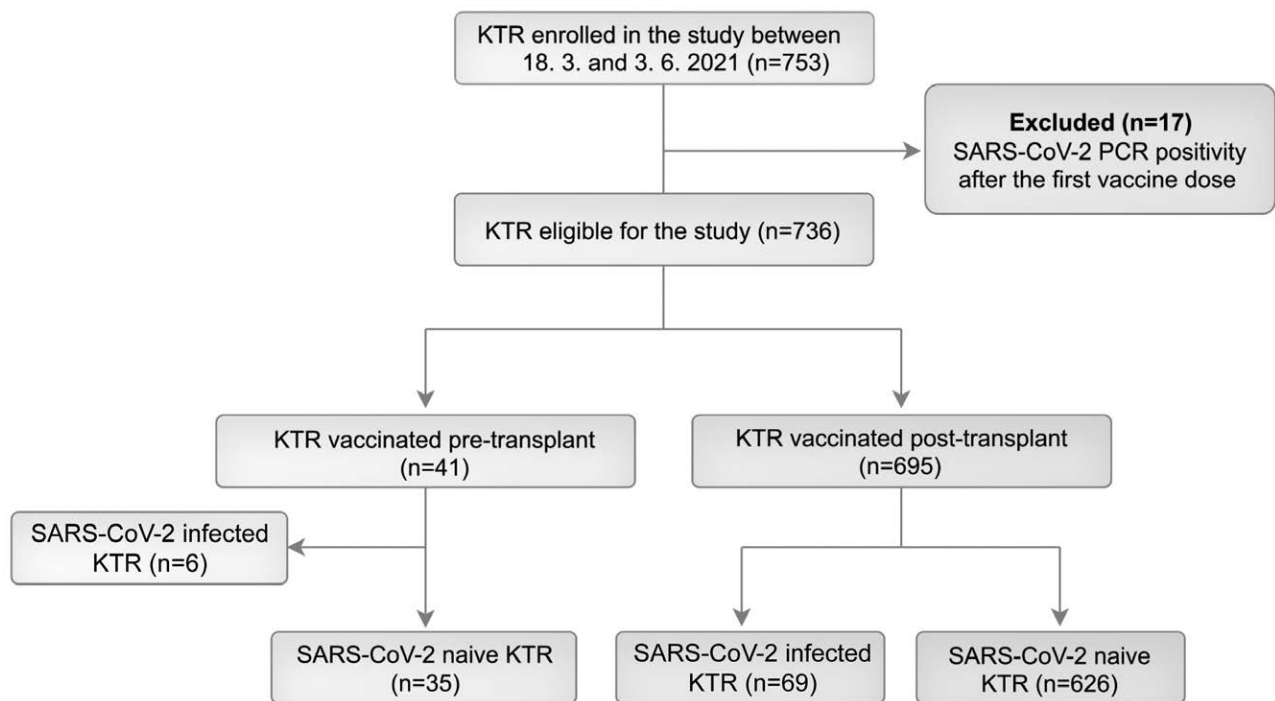 KTR enrolled in the study between
18. 3. and 3. 6. 2021 (n=753)
Excluded (n=17)
SARS-CoV-2 PCR positivity
after the first vaccine dose
KTR eligible for the study (n=736)
KTR vaccinated pre-transplant
(n=41)
KTR vaccinated post-transplant
(n=695)
SARS-CoV-2 infected
KTR (n=6)
SARS-CoV-2 naive KTR
(n=35)
SARS-CoV-2 infected
KTR (n=69)
SARS-CoV-2 naive
KTR (n=626)